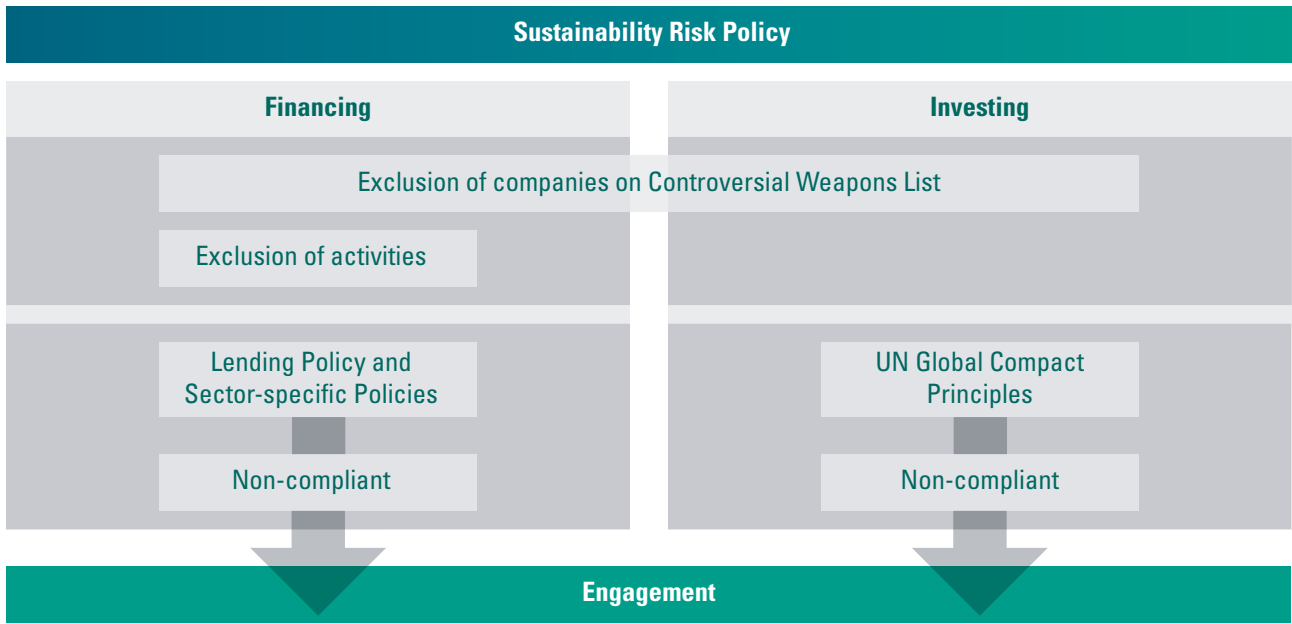 Sustainability Risk Policy
Financing
Investing
Exclusion of companies on Controversial Weapons List
Exclusion of activities
Lending Policy and
Sector-specific Policies
UN Global Compact
Principles
Non-compliant
Non-compliant
Engagement